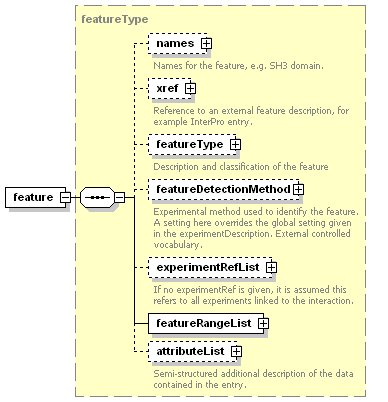 featureType
names
Names for the feature, e.g. SH3 domain.
xref
Reference to an external feature description, for
example InterPro entry.
featureType
Description and classification of the feature
feature
featureDetectionMethod
Experimental method used to identify the feature.
A setting here overrides the global setting given
in the experimentDescription. External controlled
vocabulary.
experimentRefList
If no experimentRef is given, it is assumed this
refers to all experiments linked to the interaction.
featureRangeList
attributeList
Semi-structured additional description of the data
contained in the entry.